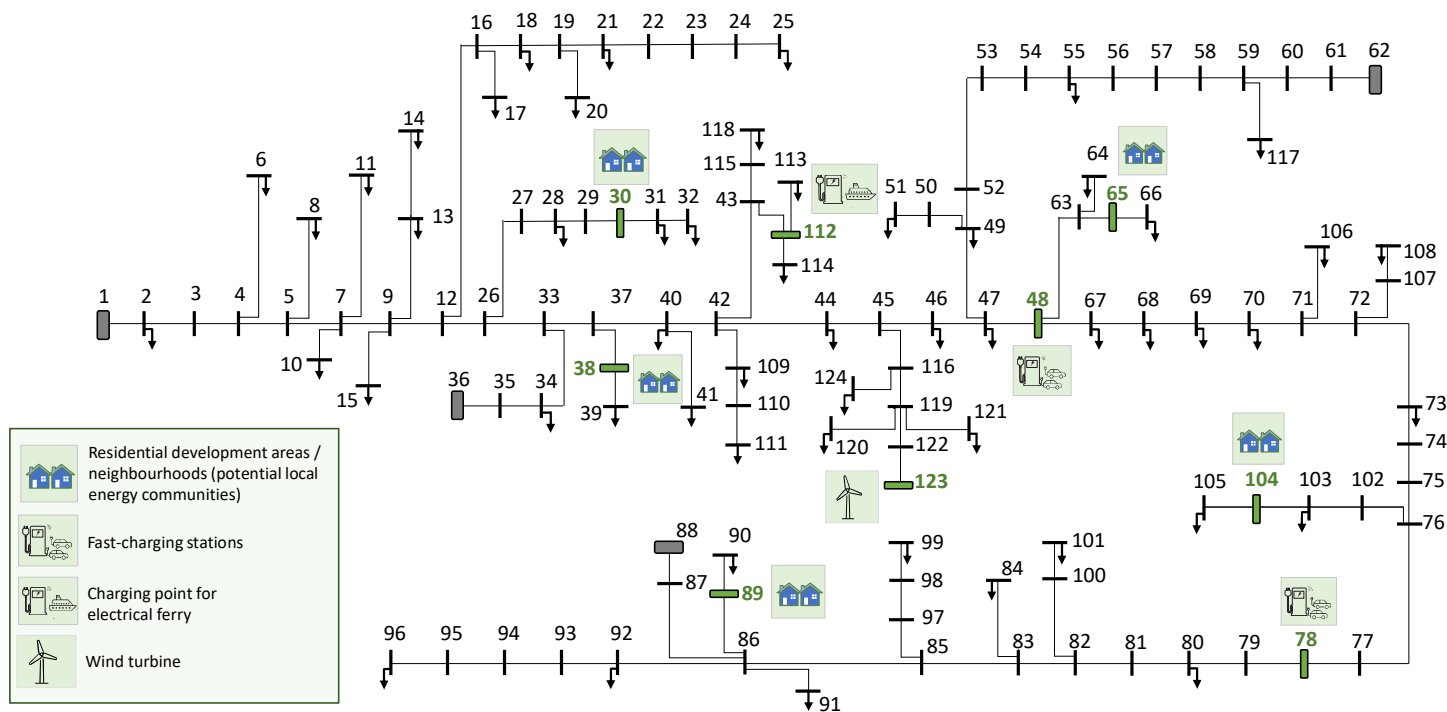 16 18 19 21 22 23 24 25
53 54 55 56 57 58 59 60 61 62
17 20
14
118 113
117
6 11
115
64
8 13
27 28 29 30 31 32
43
51 50 52
63 65 66
112
49
114
106 108
107
1 2 3 4 5 7 9 12 26 33 37 40 42 44 45 46 47 48 67 68 69 70 71 72
10
15
36 35 34
38
39
41
109
110
111
116
124
119
121
120
122
123
73
74
75
76
105 104 103 102
88
87
90
89
99
98
97
84
101
100
96 95 94 93 92 86 85 83 82 81 80 79 78 77
91
Residential development areas /
neighbourhoods (potential local
energy communities)
Fast-charging stations
Charging point for
electrical ferry
Wind turbine